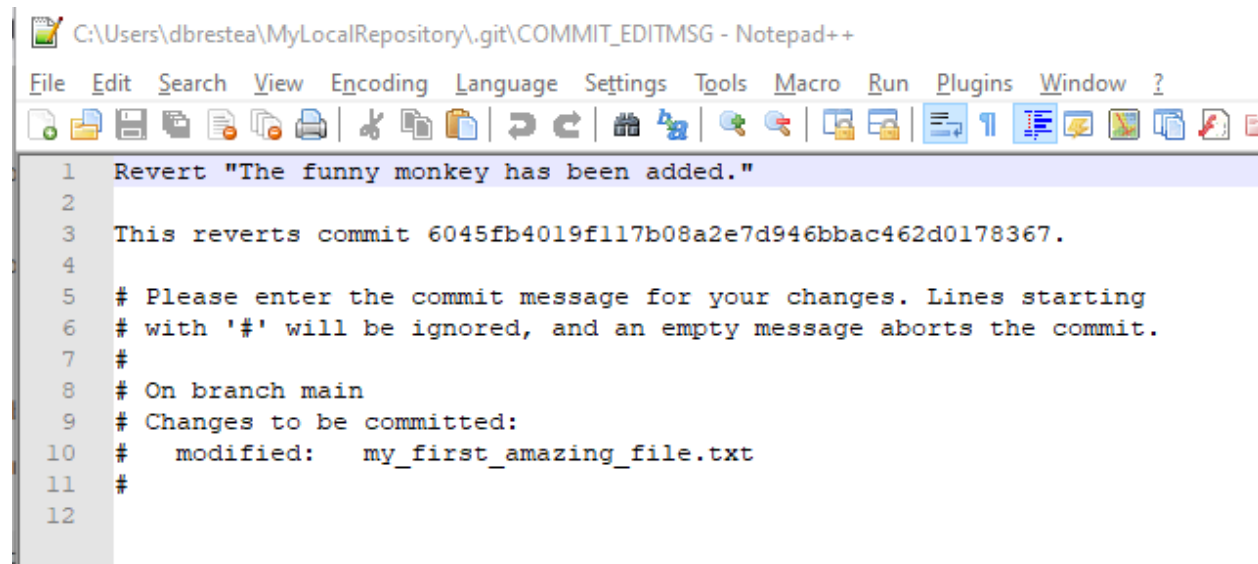 C:\Users\dbrestea\MyLocalRepository\.git\COMMIT_EDITMSG - Notepad++
File Edit Search View Encoding Language Settings Tools Macro Run Plugins Window ?
1 Revert "The funny monkey has been added."
2
3 This reverts commit 6045fb4019f117b08a2e7d946bbac462d0178367.
4
5 # Please enter the commit message for your changes. Lines starting
6 # with '#' will be ignored, and an empty message aborts the commit.
7 #
8 # On branch main
9 # Changes to be committed:
10 #   modified:   my_first_amazing_file.txt
11 #
12